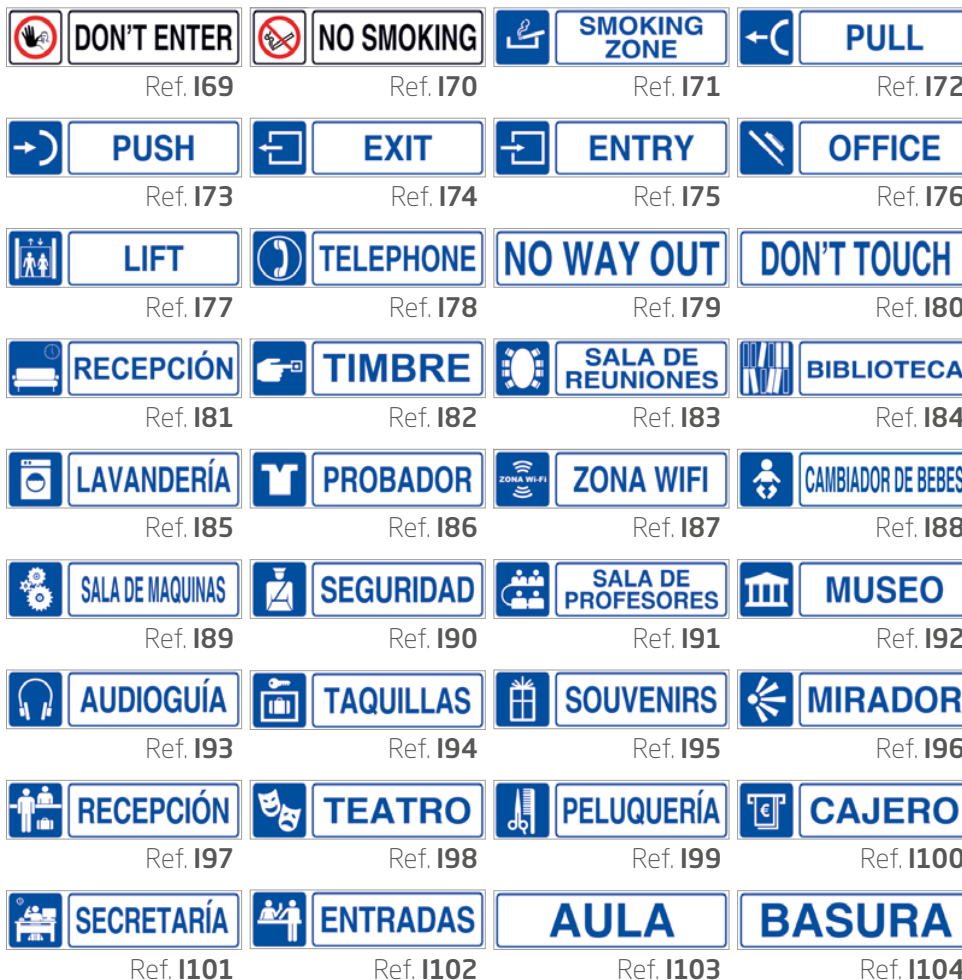 DON'T ENTER
NO SMOKING
SMOKING
ZONE
PULL
Ref. I69
Ref. I70
Ref. I71
Ref. I72
PUSH
EXIT
ENTRY
OFFICE
Ref. I73
Ref. I74
Ref. I75
Ref. I76
LIFT
TELEPHONE
NO WAY OUT
DON'T TOUCH
Ref. I77
Ref. I78
Ref. I79
Ref. I80
RECEPCIÓN
TIMBRE
SALA DE
REUNIONES
BIBLIOTECA
Ref. I81
Ref. I82
Ref. I83
Ref. I84
LAVANDERÍA
PROBADOR
ZONA Wi-Fi
ZONA WIFI
CAMBIADOR DE BEBES
Ref. I85
Ref. I86
Ref. I87
Ref. I88
SALA DE MAQUINAS
SEGURIDAD
SALA DE
PROFESORES
MUSEO
Ref. I89
Ref. I90
Ref. I91
Ref. I92
AUDIOGUÍA
TAQUILLAS
SOUVENIRS
MIRADOR
Ref. I93
Ref. I94
Ref. I95
Ref. I96
RECEPCIÓN
TEATRO
PELUQUERÍA
€
CAJERO
Ref. I97
Ref. I98
Ref. I99
Ref. I100
SECRETARÍA
ENTRADAS
AULA
BASURA
Ref. I101
Ref. I102
Ref. I103
Ref. I104